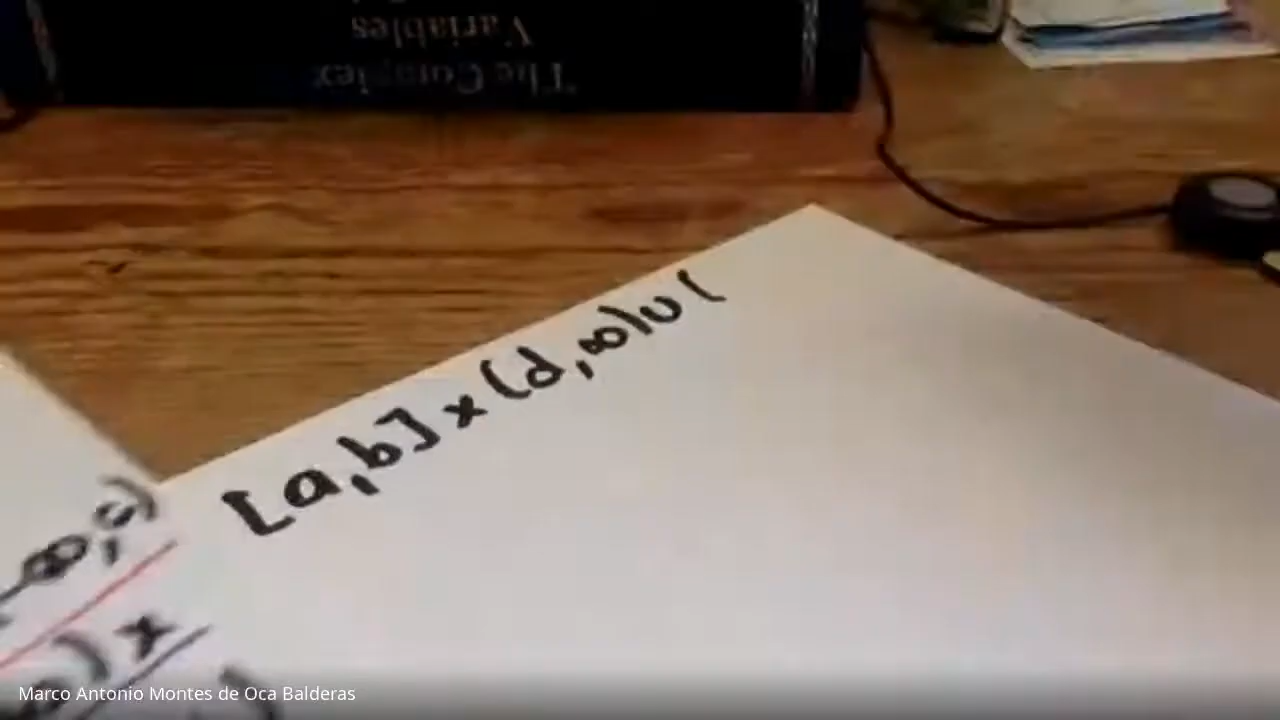 The Complex
Variables
[a,b]×(d,∞)∪(
-∞,c)
) ×
Marco Antonio Montes de Oca Balderas